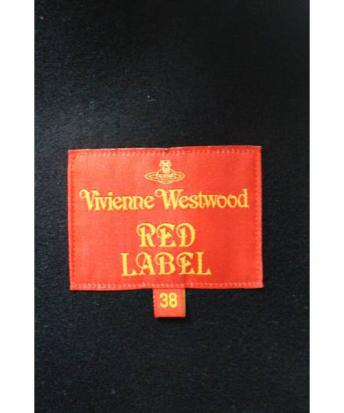 Vivienne Westwood
RED
LABEL
38